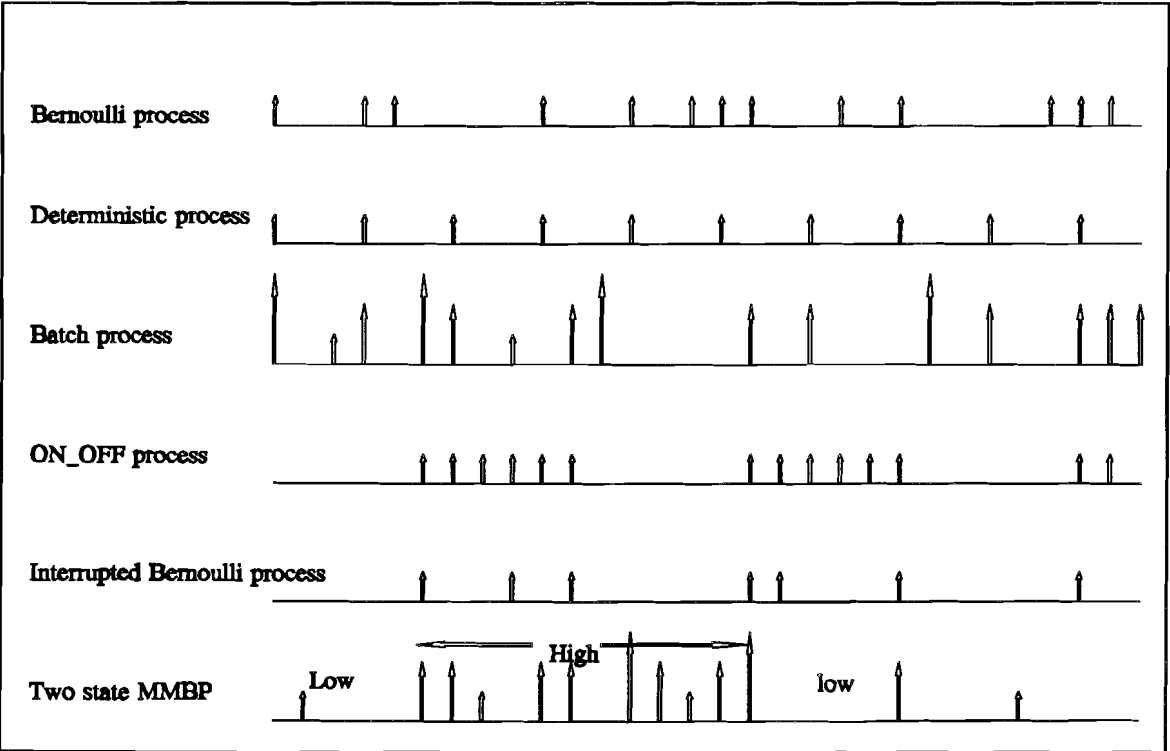 Bernoulli process
Deterministic process
Batch process
ON_OFF process
Interrupted Bernoulli process
High
Low
low
Two state MMBP